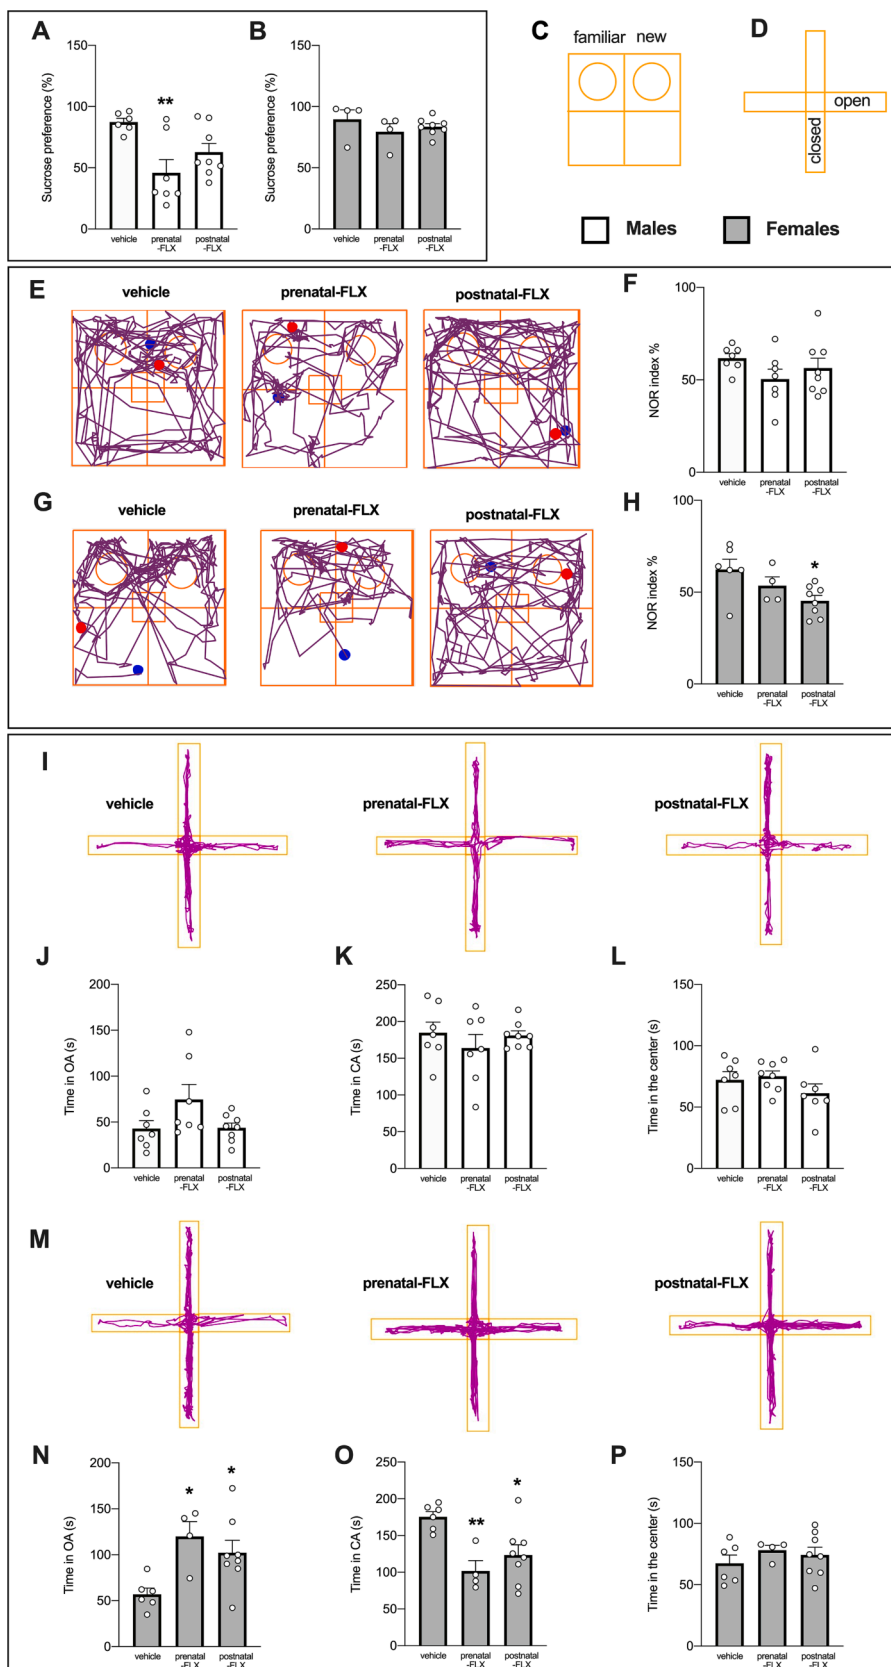 A
B
C
D
150
100
50
0
Sucrose preference (%)
**
vehicle
prenatal
-FLX
postnatal
-FLX
150
100
50
0
Sucrose preference (%)
vehicle
prenatal
-FLX
postnatal
-FLX
familiar new
open
closed
Males
Females
E
vehicle
prenatal-FLX
postnatal-FLX
F
100
50
0
NOR index %
vehicle
prenatal
-FLX
postnatal
-FLX
G
vehicle
prenatal-FLX
postnatal-FLX
H
100
50
0
NOR index %
*
vehicle
prenatal
-FLX
postnatal
-FLX
I
vehicle
prenatal-FLX
postnatal-FLX
J
200
150
100
50
0
Time in OA (s)
vehicle
prenatal
-FLX
postnatal
-FLX
K
250
200
150
100
50
0
Time in CA (s)
vehicle
prenatal
-FLX
postnatal
-FLX
L
150
100
50
0
Time in the center (s)
vehicle
prenatal
-FLX
postnatal
-FLX
M
vehicle
prenatal-FLX
postnatal-FLX
N
200
150
100
50
0
Time in OA (s)
*
*
vehicle
prenatal
-FLX
postnatal
-FLX
O
250
200
150
100
50
0
Time in CA (s)
**
*
vehicle
prenatal
-FLX
postnatal
-FLX
P
150
100
50
0
Time in the center (s)
vehicle
prenatal
-FLX
postnatal
-FLX